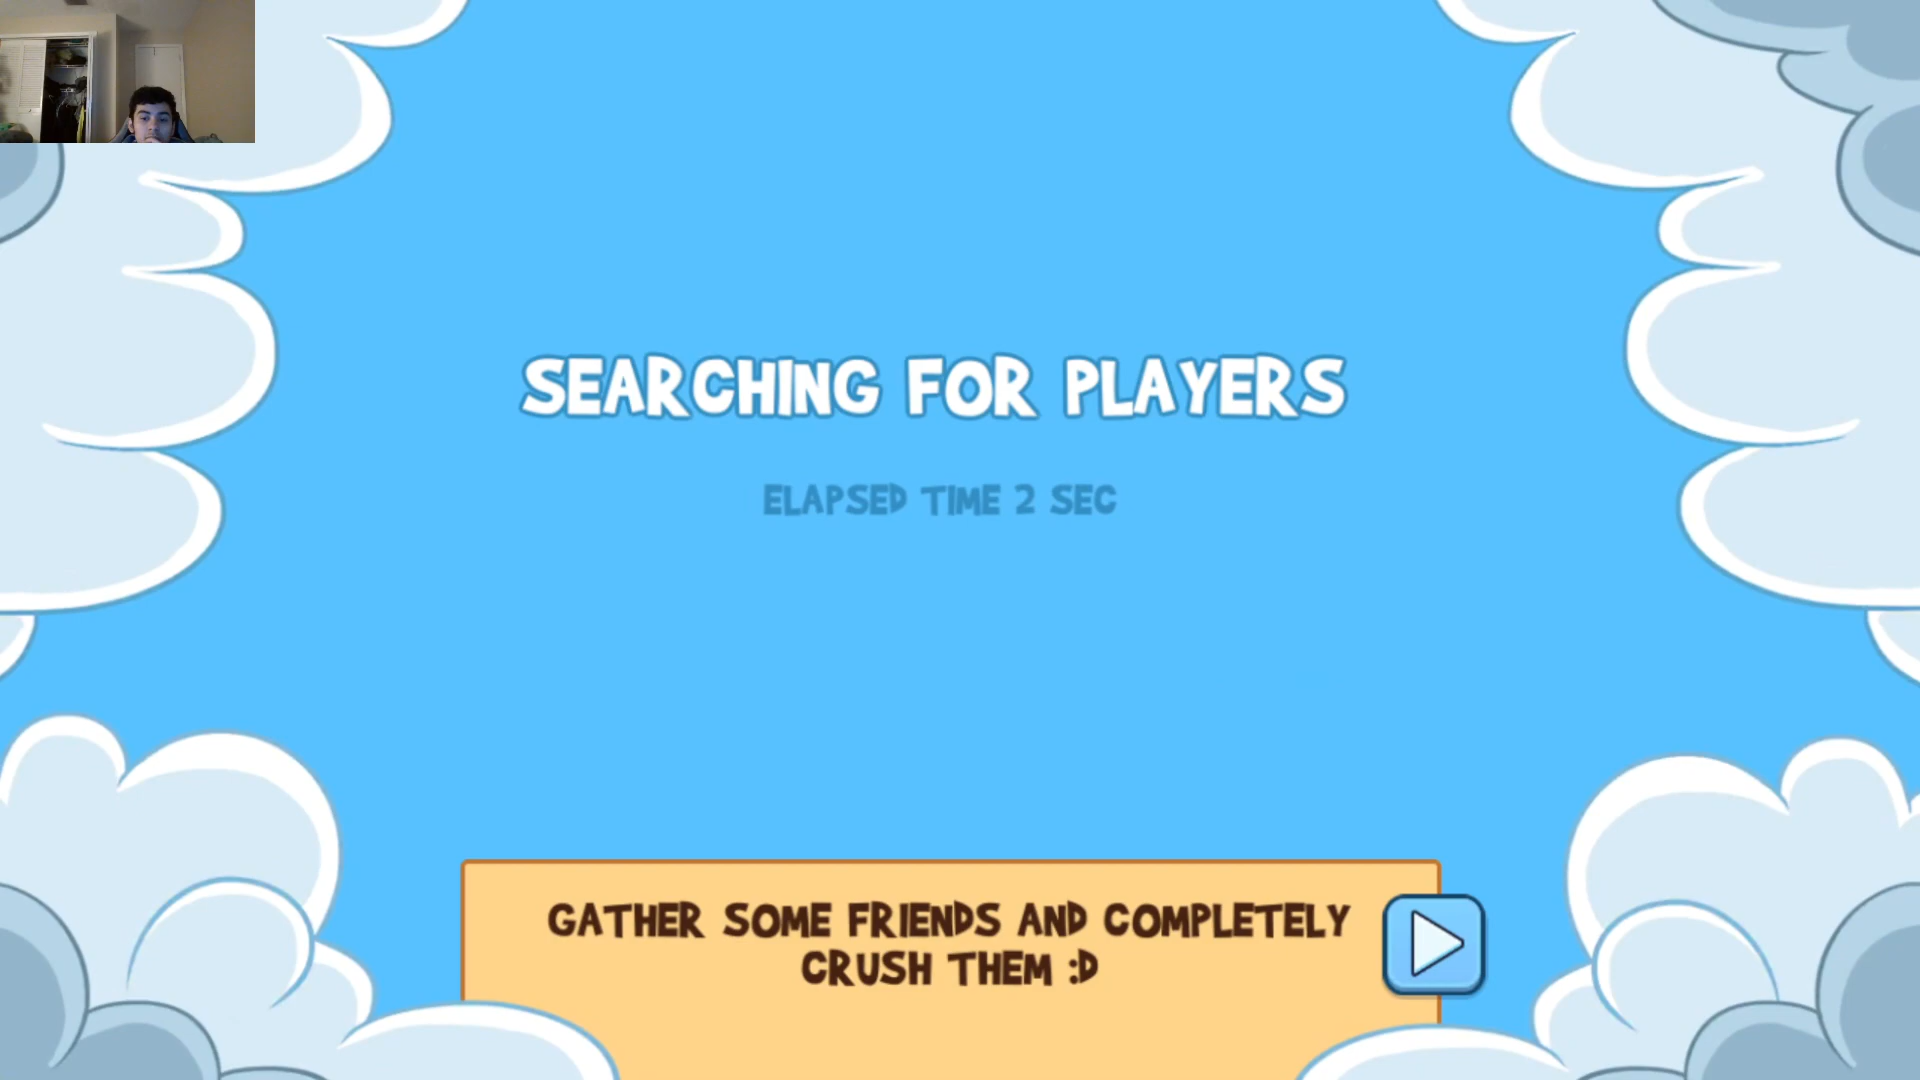 SEARCHING FOR PLAYERS
ELAPSED TIME 2 SEC
GATHER SOME FRIENDS AND COMPLETELY
CRUSH THEM :D